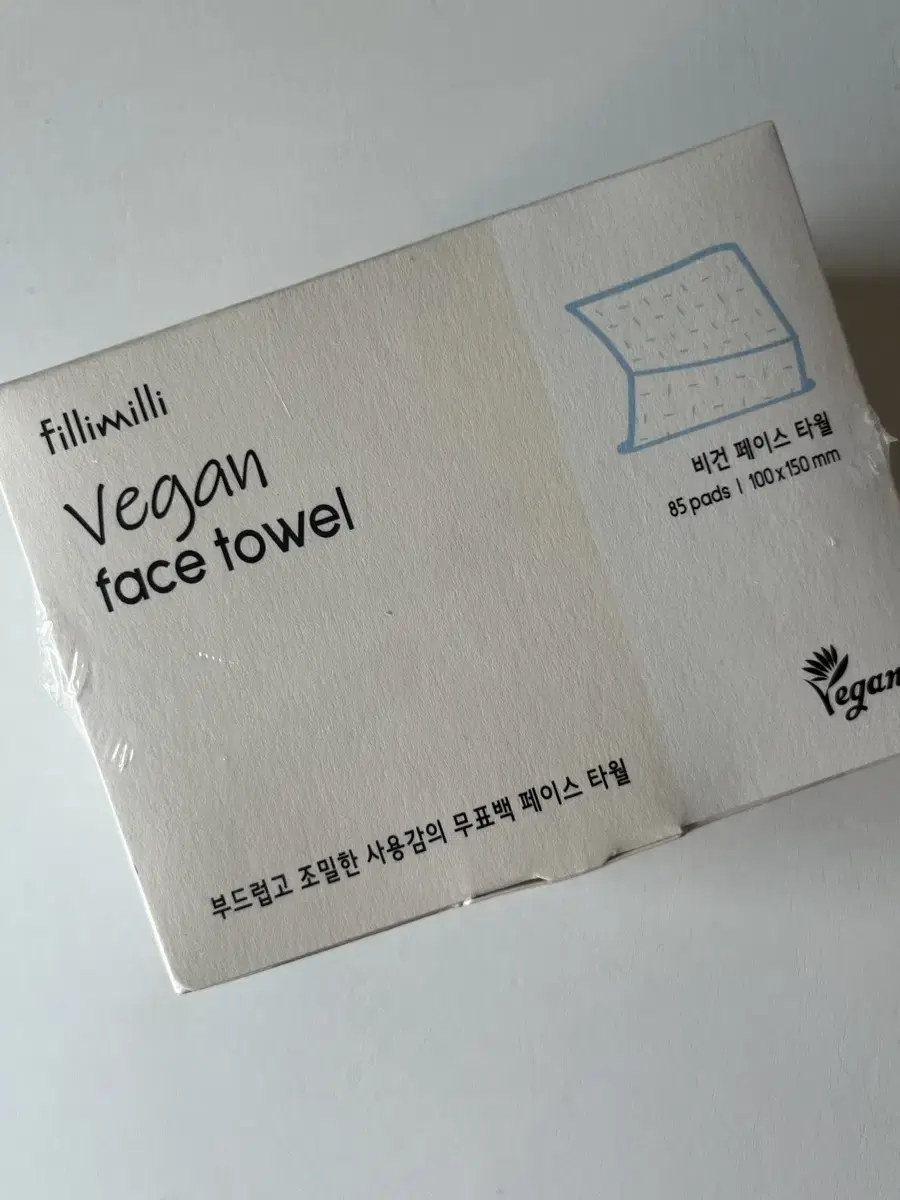 fillimilli
Vegan
face towel
비건 페이스 타월
85 pads | 100 x 150 mm
Vegan
부드럽고 조밀한 사용감의 무표백 페이스 타월